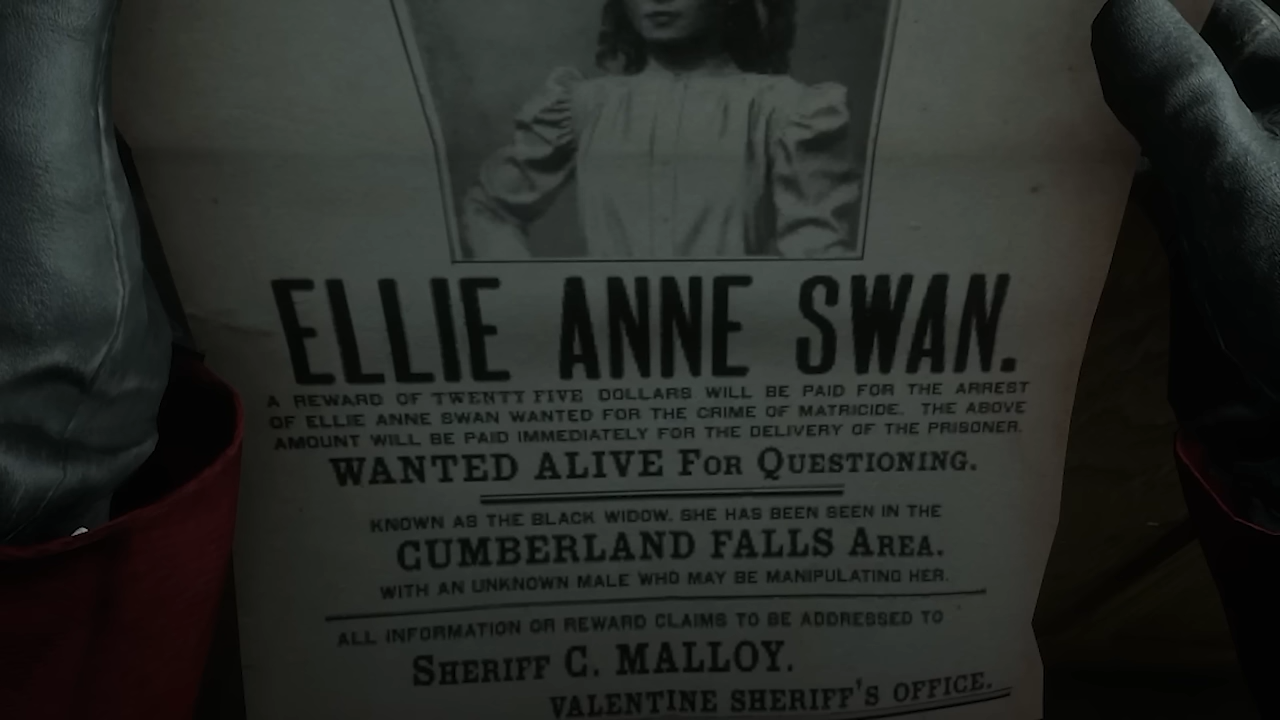 ELLIE ANNE SWAN.
A REWARD OF TWENTY FIVE DOLLARS WILL BE PAID FOR THE ARREST
OF ELLIE ANNE SWAN WANTED FOR THE CRIME OF MATRICIDE. THE ABOVE
AMOUNT WILL BE PAID IMMEDIATELY FOR THE DELIVERY OF THE PRISONER.
WANTED ALIVE FOR QUESTIONING.
KNOWN AS THE BLACK WIDOW. SHE HAS BEEN SEEN IN THE
CUMBERLAND FALLS AREA.
WITH AN UNKNOWN MALE WHO MAY BE MANIPULATING HER.
ALL INFORMATION OR REWARD CLAIMS TO BE ADDRESSED TO
SHERIFF C. MALLOY.
VALENTINE SHERIFF'S OFFICE.